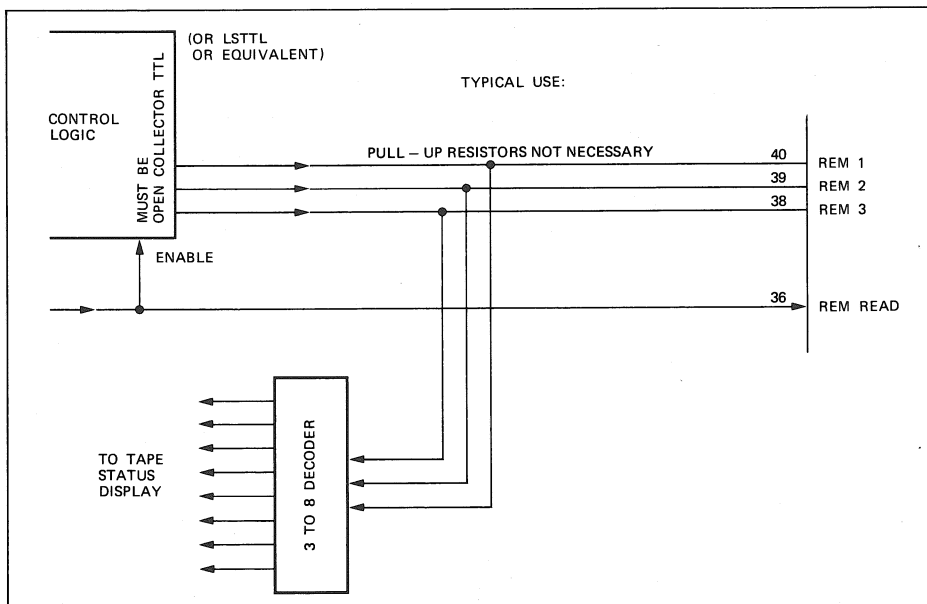 (OR LSTTL
OR EQUIVALENT)
TYPICAL USE:
CONTROL
LOGIC
MUST BE
OPEN COLLECTOR TTL
PULL – UP RESISTORS NOT NECESSARY
40
REM 1
39
REM 2
38
REM 3
ENABLE
36
REM READ
TO TAPE
STATUS
DISPLAY
3 TO 8 DECODER